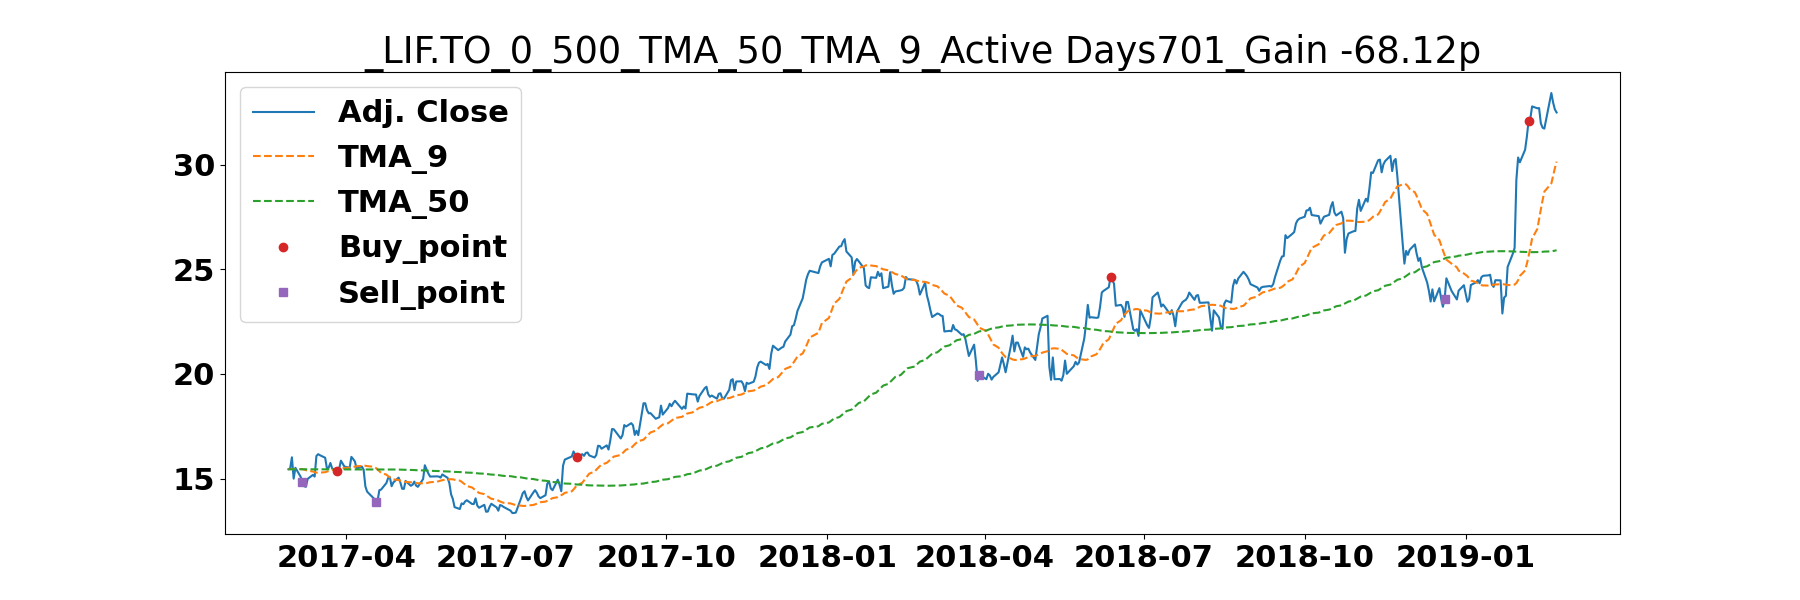 _LIF.TO_0_500_TMA_50_TMA_9_Active Days701_Gain -68.12p
Adj. Close
TMA_9
TMA_50
Buy_point
Sell_point
30
25
20
15
2017-04 2017-07 2017-10 2018-01 2018-04 2018-07 2018-10 2019-01